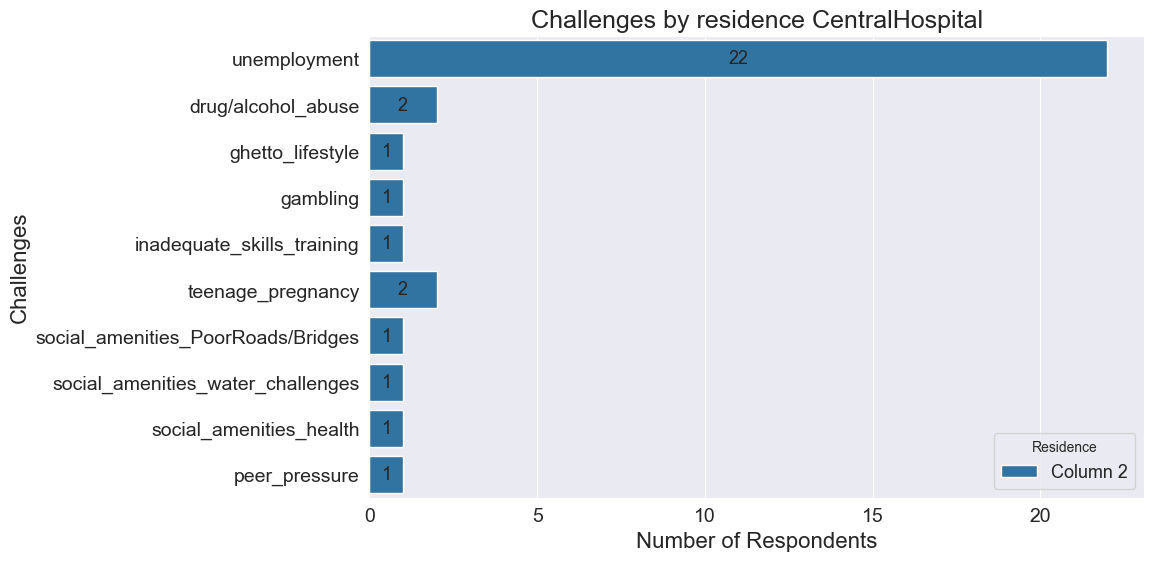 Challenges by residence CentralHospital
Challenges
unemployment 22
drug/alcohol_abuse 2
ghetto_lifestyle 1
gambling 1
inadequate_skills_training 1
teenage_pregnancy 2
social_amenities_PoorRoads/Bridges 1
social_amenities_water_challenges 1
social_amenities_health 1
peer_pressure 1
Residence
Column 2
0 5 10 15 20
Number of Respondents